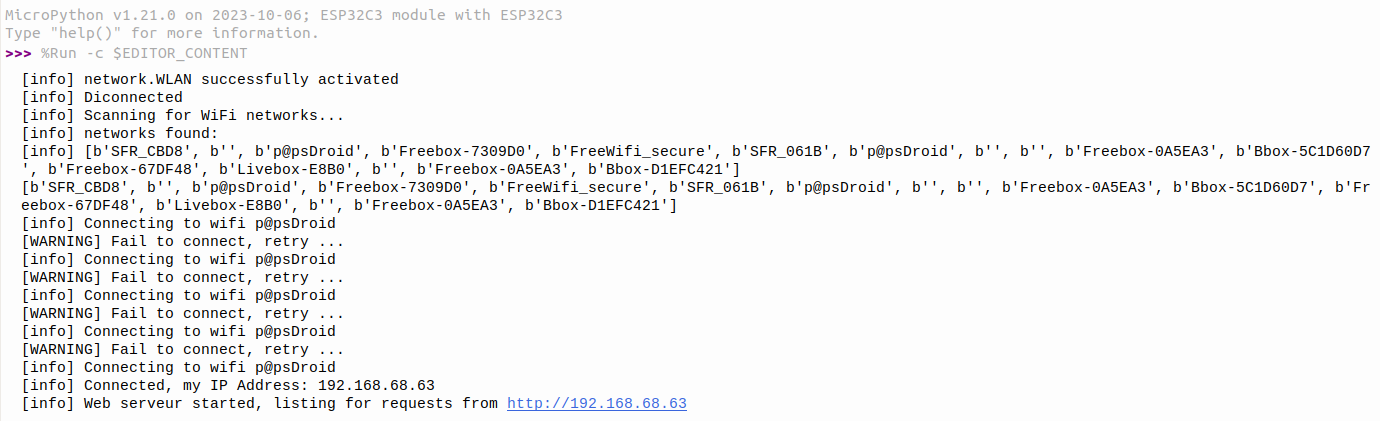 MicroPython v1.21.0 on 2023-10-06; ESP32C3 module with ESP32C3
Type "help()" for more information.
>>> %Run -c $EDITOR_CONTENT
[info] network.WLAN successfully activated
[info] Diconnected
[info] Scanning for WiFi networks...
[info] networks found:
[info] [b'SFR_CBD8', b'', b'p@psDroid', b'Freebox-7309D0', b'FreeWifi_secure', b'SFR_061B', b'p@psDroid', b'', b'', b'Freebox-0A5EA3', b'Bbox-5C1D60D7
', b'Freebox-67DF48', b'Livebox-E8B0', b'', b'Freebox-0A5EA3', b'Bbox-D1EFC421']
[b'SFR_CBD8', b'', b'p@psDroid', b'Freebox-7309D0', b'FreeWifi_secure', b'SFR_061B', b'p@psDroid', b'', b'', b'Freebox-0A5EA3', b'Bbox-5C1D60D7', b'Fr
eebox-67DF48', b'Livebox-E8B0', b'', b'Freebox-0A5EA3', b'Bbox-D1EFC421']
[info] Connecting to wifi p@psDroid
[WARNING] Fail to connect, retry ...
[info] Connecting to wifi p@psDroid
[WARNING] Fail to connect, retry ...
[info] Connecting to wifi p@psDroid
[WARNING] Fail to connect, retry ...
[info] Connecting to wifi p@psDroid
[WARNING] Fail to connect, retry ...
[info] Connecting to wifi p@psDroid
[info] Connected, my IP Address: 192.168.68.63
[info] Web serveur started, listing for requests from http://192.168.68.63